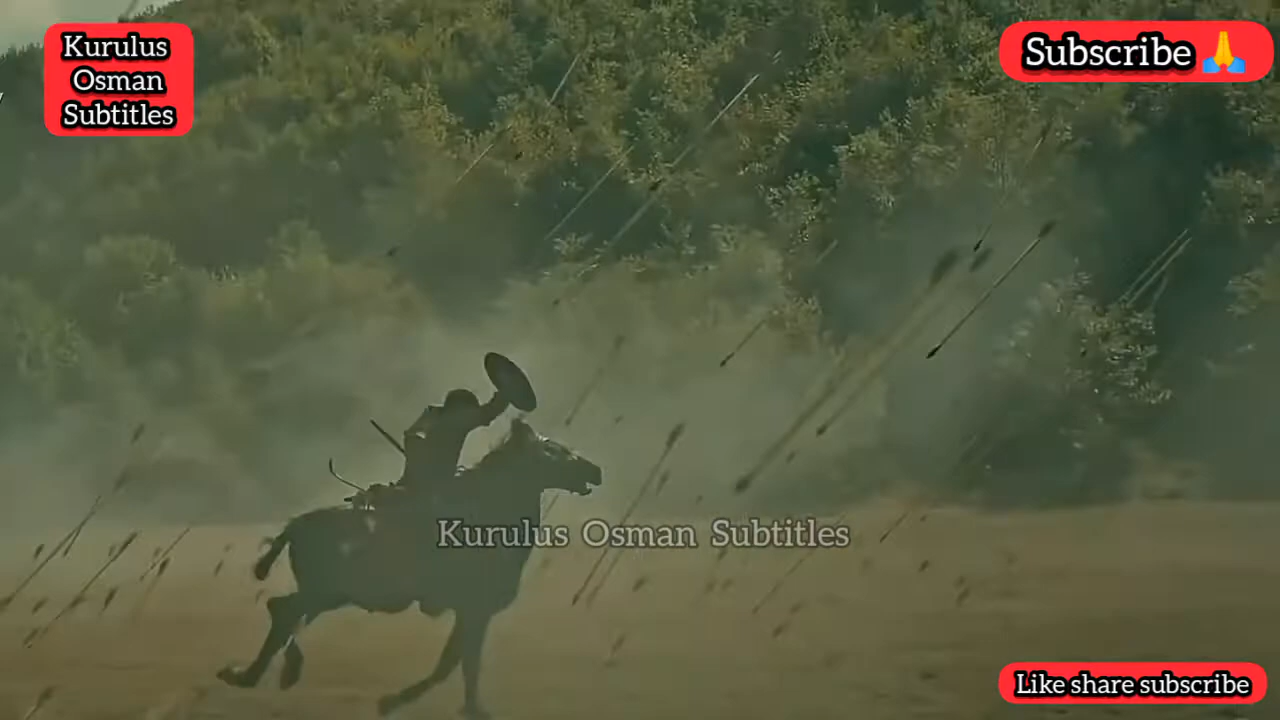 Kurulus
Osman
Subtitles
Subscribe 🙏
Kurulus Osman Subtitles
Like share subscribe